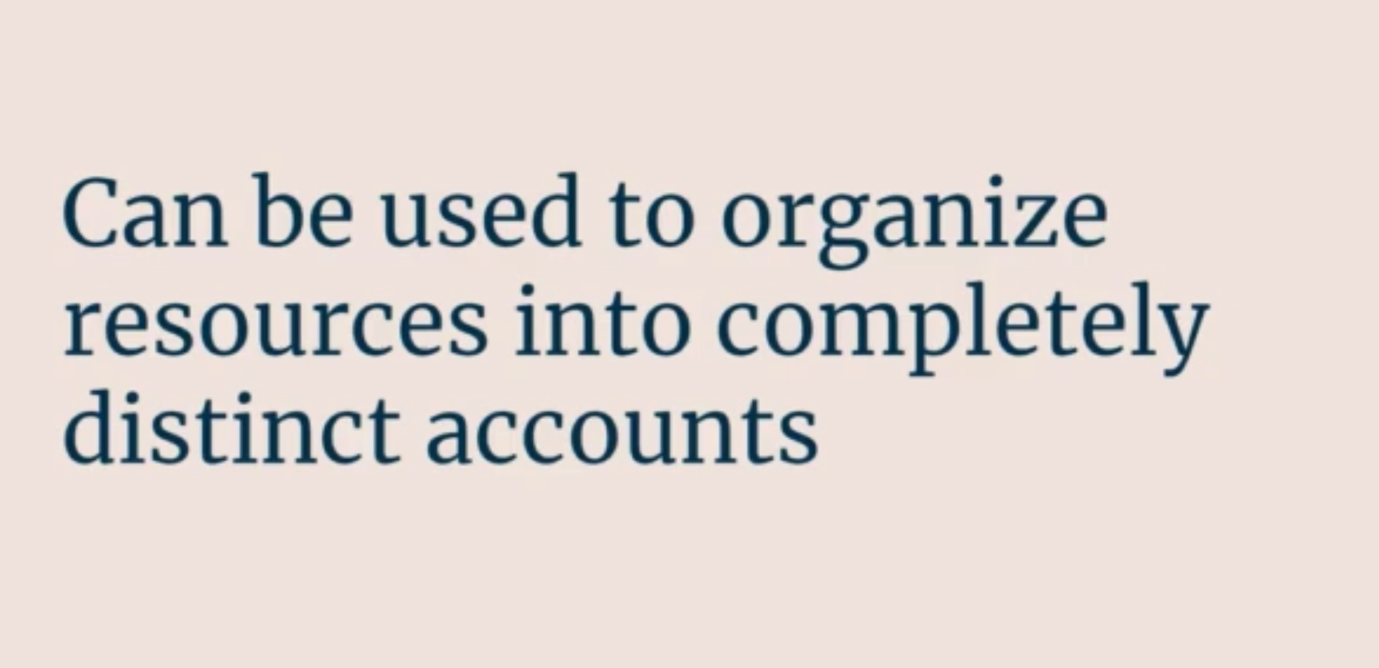 Can be used to organize
resources into completely
distinct accounts